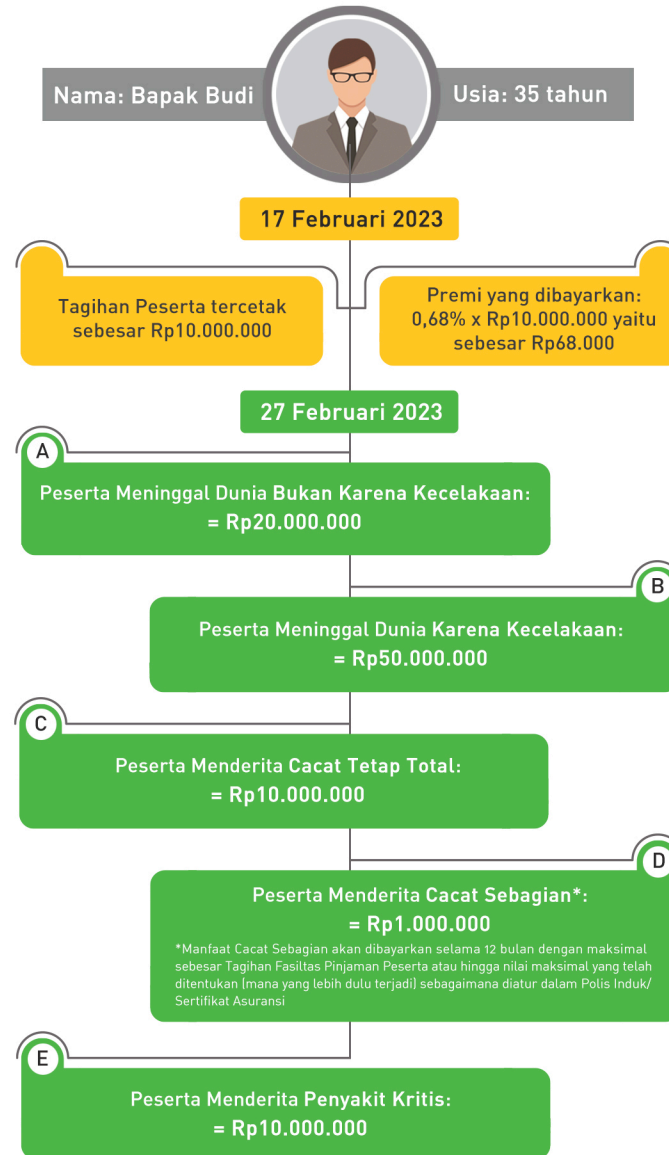 Nama: Bapak Budi
Usia: 35 tahun
17 Februari 2023
Tagihan Peserta tercetak
sebesar Rp10.000.000
Premi yang dibayarkan:
0,68% x Rp10.000.000 yaitu
sebesar Rp68.000
27 Februari 2023
A
Peserta Meninggal Dunia Bukan Karena Kecelakaan:
= Rp20.000.000
B
Peserta Meninggal Dunia Karena Kecelakaan:
= Rp50.000.000
C
Peserta Menderita Cacat Tetap Total:
= Rp10.000.000
D
Peserta Menderita Cacat Sebagian*:
= Rp1.000.000
*Manfaat Cacat Sebagian akan dibayarkan selama 12 bulan dengan maksimal
sebesar Tagihan Fasiltas Pinjaman Peserta atau hingga nilai maksimal yang telah
ditentukan (mana yang lebih dulu terjadi) sebagaimana diatur dalam Polis Induk/
Sertifikat Asuransi
E
Peserta Menderita Penyakit Kritis:
= Rp10.000.000